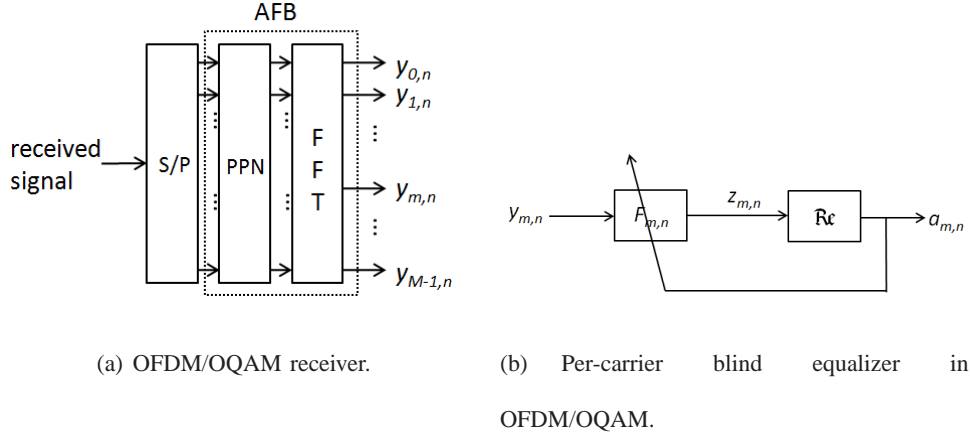 AFB
received
signal
S/P
PPN
F
F
T
y0,n
y1,n
⋮
⋮
⋮
⋮
⋮
⋮
ym,n
yM-1,n
(a) OFDM/OQAM receiver.
ym,n
Fm,n
zm,n
ℜ𝔢
am,n
(b) Per-carrier blind equalizer in
OFDM/OQAM.